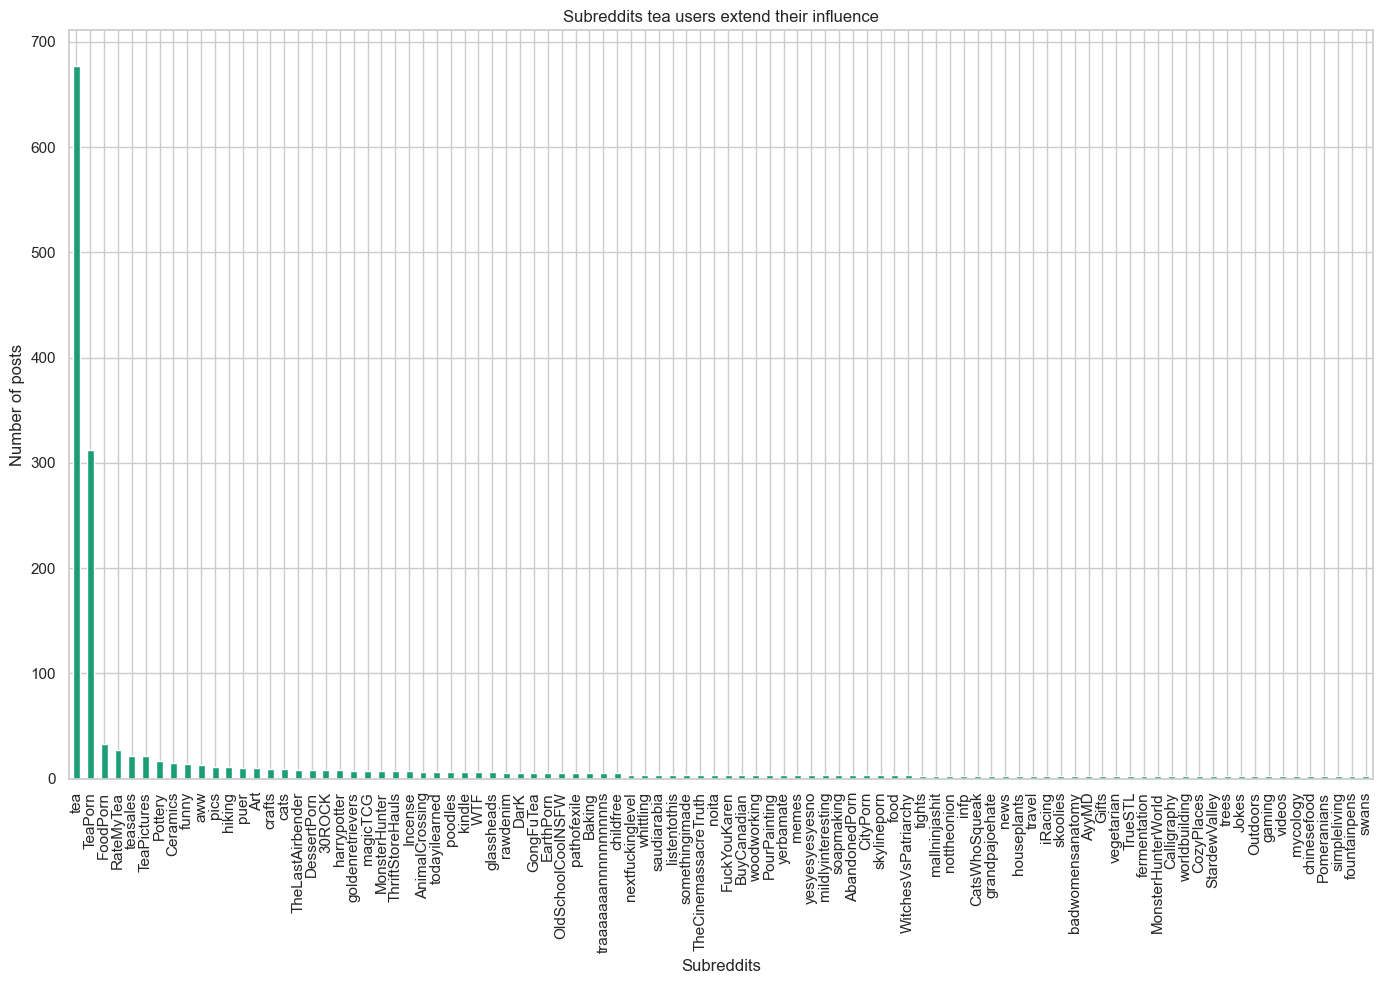 Subreddits tea users extend their influence
700
600
500
400
300
200
100
0
Number of posts
tea
TeaPorn
FoodPorn
RateMyTea
teasales
TeaPictures
Pottery
Ceramics
funny
aww
pics
hiking
puer
Art
crafts
cats
TheLastAirbender
DessertPorn
30ROCK
harrypotter
goldenretrievers
magicTCG
MonsterHunter
ThriftStoreHauls
Incense
AnimalCrossing
todayilearned
poodles
kindle
WTF
glassheads
rawdenim
DarK
GongFuTea
EarthPorn
OldSchoolCoolNSFW
pathofexile
Baking
childfree
nextfuckinglevel
whittling
saudiarabia
listentothis
somethingimade
TheCinemassacreTruth
noita
FuckYouKaren
BuyCanadian
woodworking
PourPainting
yerbamate
memes
yesyesyesyesno
mildlyinteresting
soapmaking
AbandonedPorn
CityPorn
skylineporn
food
WitchesVsPatriarchy
tights
mallninjashit
nottheonion
infp
CatsWhoSqueak
grandpajoehate
news
houseplants
travel
iRacing
skoolies
badwomensanatomy
AyyMD
Gifts
vegetarian
TrueSTL
fermentation
MonsterHunterWorld
Calligraphy
worldbuilding
CozyPlaces
StardewValley
trees
Jokes
Outdoors
gaming
videos
mycology
chinesefood
Pomeranians
simpleliving
fountainpens
swans
Subreddits